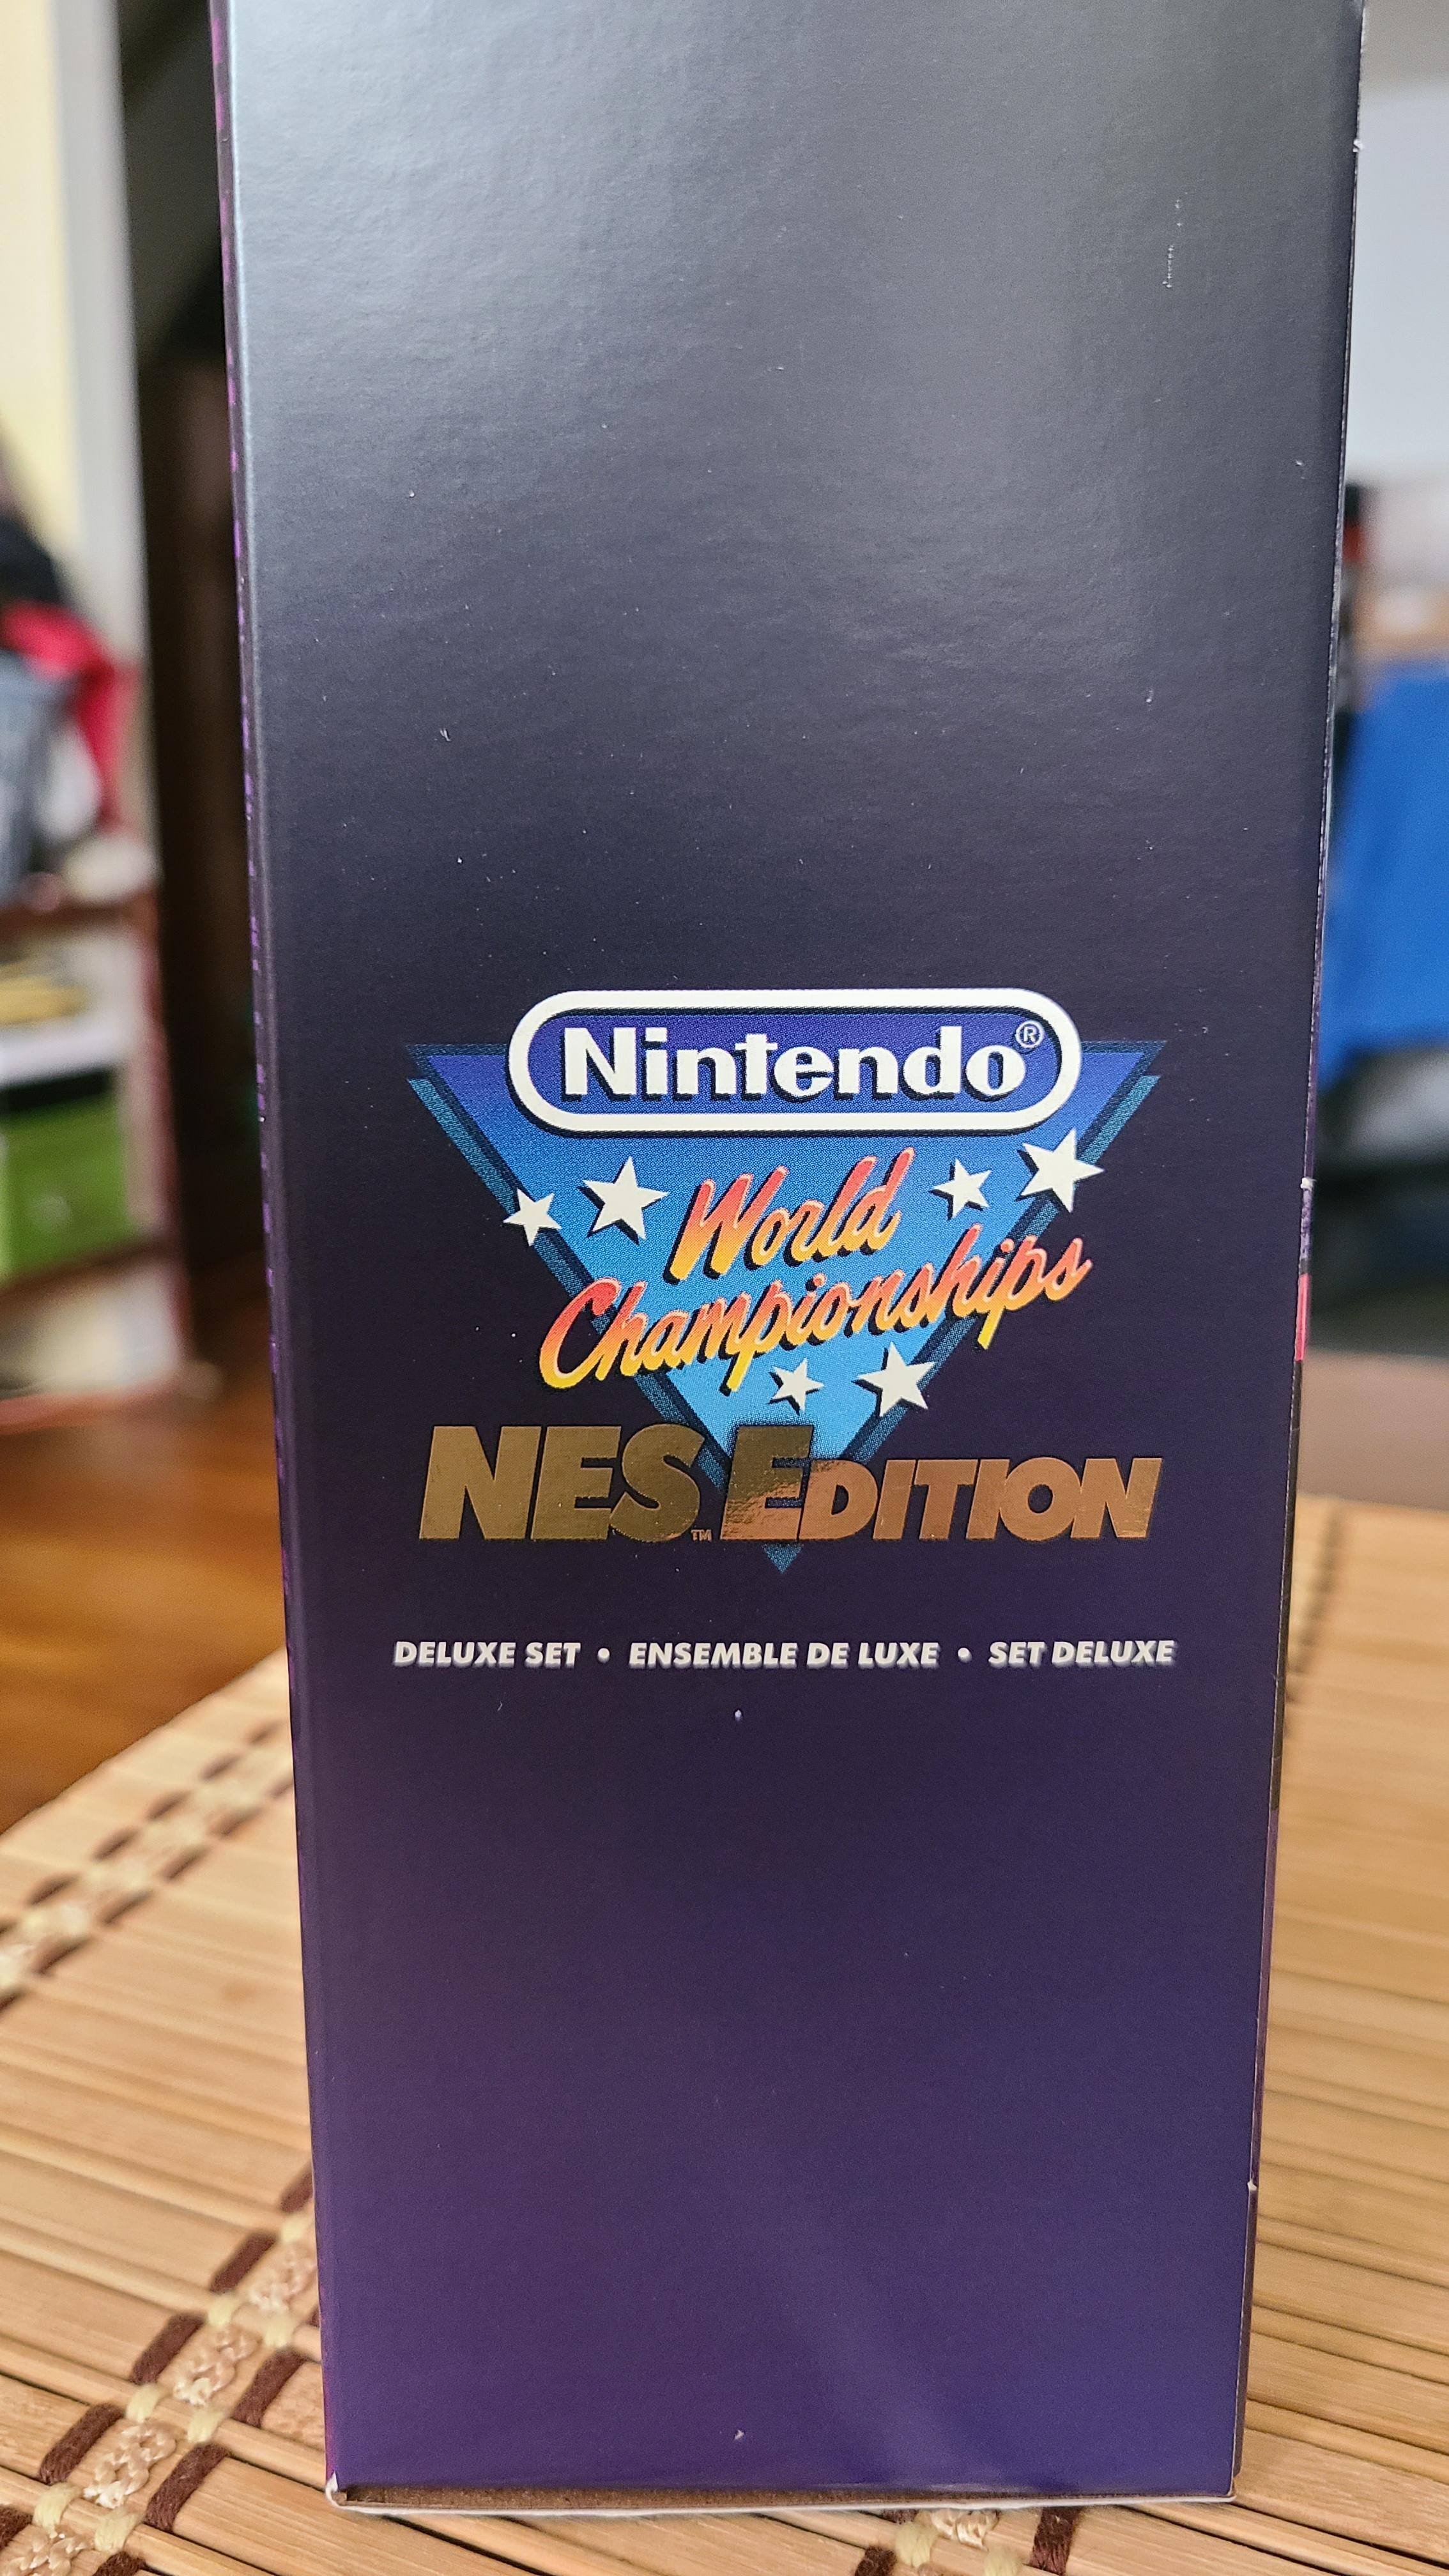 Nintendo®
World
Championships
NES™ EDITION
DELUXE SET • ENSEMBLE DE LUXE • SET DELUXE